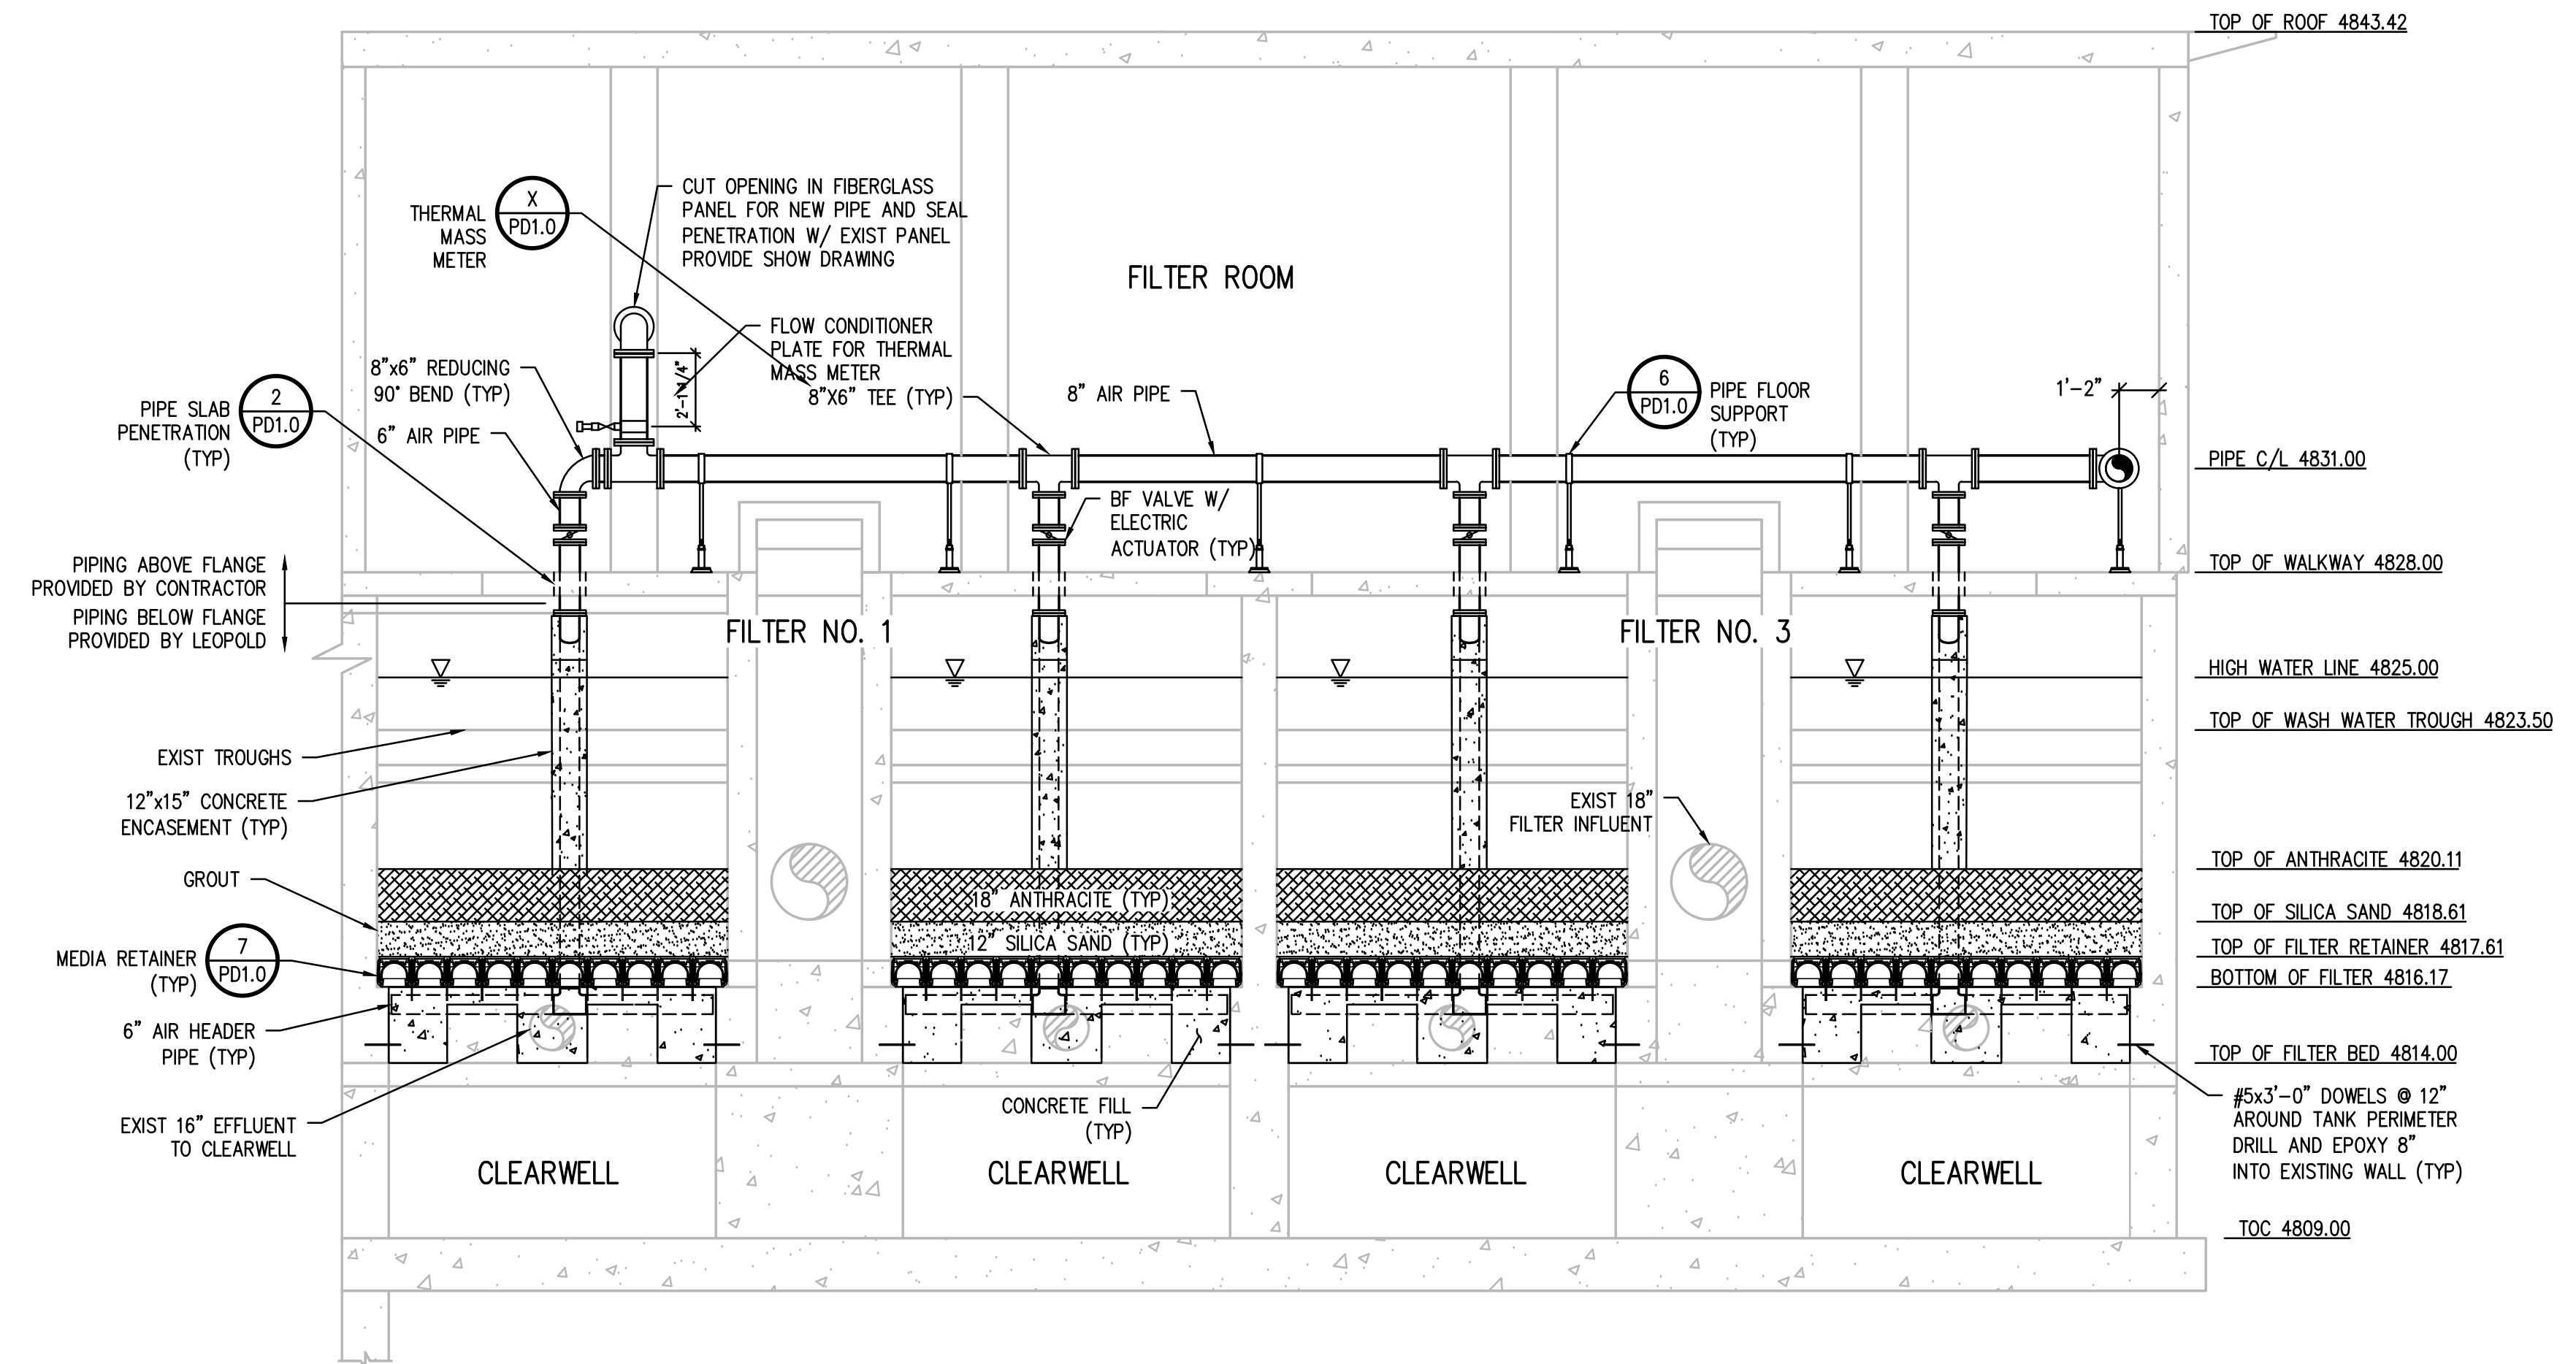 TOP OF ROOF 4843.42
CUT OPENING IN FIBERGLASS
PANEL FOR NEW PIPE AND SEAL
PENETRATION W/ EXIST PANEL
PROVIDE SHOW DRAWING
THERMAL
MASS
METER
X
PD1.0
FILTER ROOM
FLOW CONDITIONER
PLATE FOR THERMAL
MASS METER
2'-1 1/4"
8"x6" REDUCING
90° BEND (TYP)
8"X6" TEE (TYP)
8" AIR PIPE
6
PD1.0
PIPE FLOOR
SUPPORT
(TYP)
1'-2"
PIPE SLAB
PENETRATION
(TYP)
2
PD1.0
6" AIR PIPE
PIPE C/L 4831.00
BF VALVE W/
ELECTRIC
ACTUATOR (TYP)
PIPING ABOVE FLANGE
PROVIDED BY CONTRACTOR
PIPING BELOW FLANGE
PROVIDED BY LEOPOLD
TOP OF WALKWAY 4828.00
FILTER NO. 1
FILTER NO. 3
HIGH WATER LINE 4825.00
TOP OF WASH WATER TROUGH 4823.50
EXIST TROUGHS
12"x15" CONCRETE
ENCASEMENT (TYP)
EXIST 18"
FILTER INFLUENT
TOP OF ANTHRACITE 4820.11
GROUT
18" ANTHRACITE (TYP)
TOP OF SILICA SAND 4818.61
12" SILICA SAND (TYP)
TOP OF FILTER RETAINER 4817.61
MEDIA RETAINER
(TYP)
7
PD1.0
BOTTOM OF FILTER 4816.17
6" AIR HEADER
PIPE (TYP)
TOP OF FILTER BED 4814.00
EXIST 16" EFFLUENT
TO CLEARWELL
CONCRETE FILL
(TYP)
#5x3'-0" DOWELS @ 12"
AROUND TANK PERIMETER
DRILL AND EPOXY 8"
INTO EXISTING WALL (TYP)
CLEARWELL
CLEARWELL
CLEARWELL
CLEARWELL
TOC 4809.00